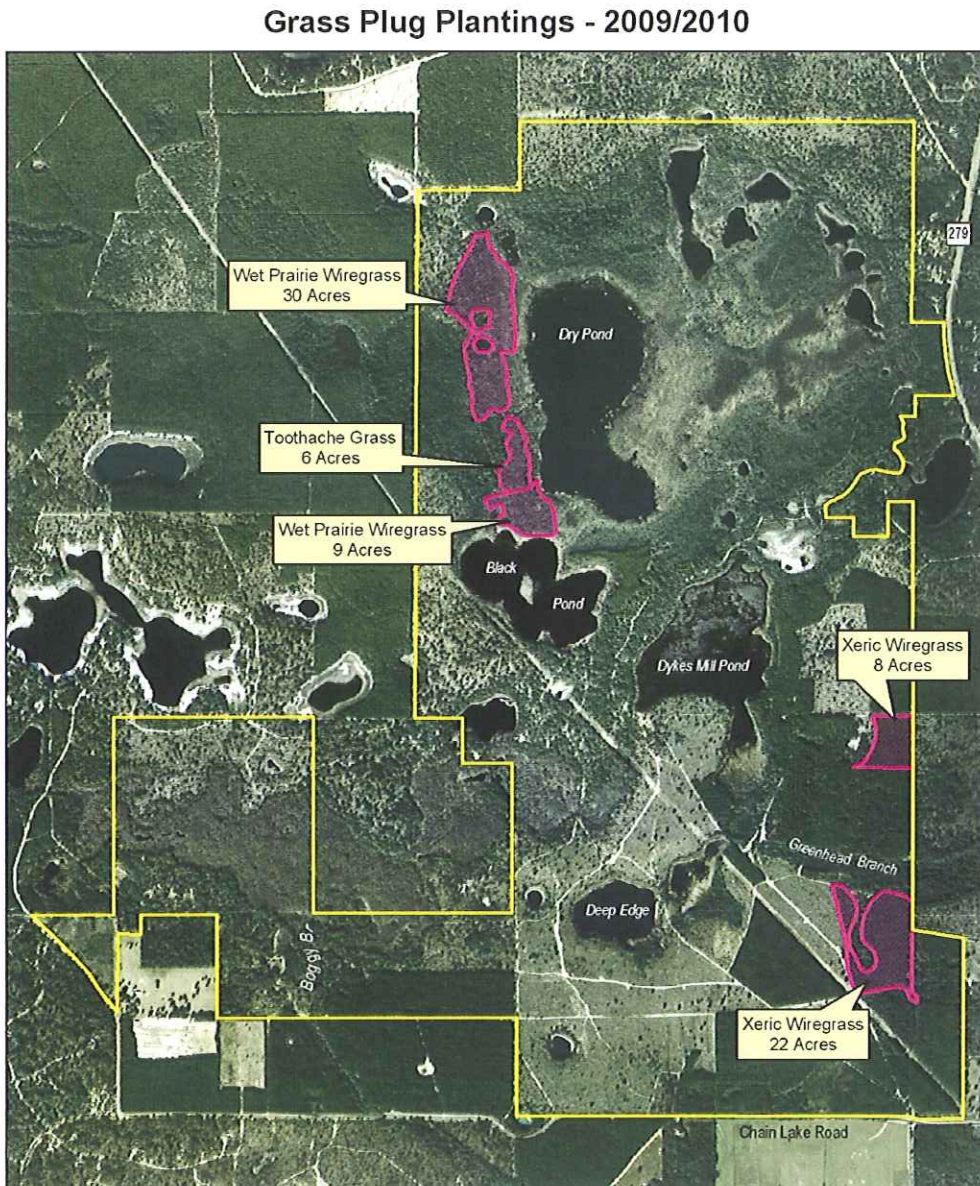 Grass Plug Plantings - 2009/2010
279
Wet Prairie Wiregrass
30 Acres
Dry Pond
Toothache Grass
6 Acres
Wet Prairie Wiregrass
9 Acres
Black
Pond
Xeric Wiregrass
8 Acres
Dykes Mill Pond
Greenhead Branch
Deep Edge
Boggy Br
Xeric Wiregrass
22 Acres
Chain Lake Road